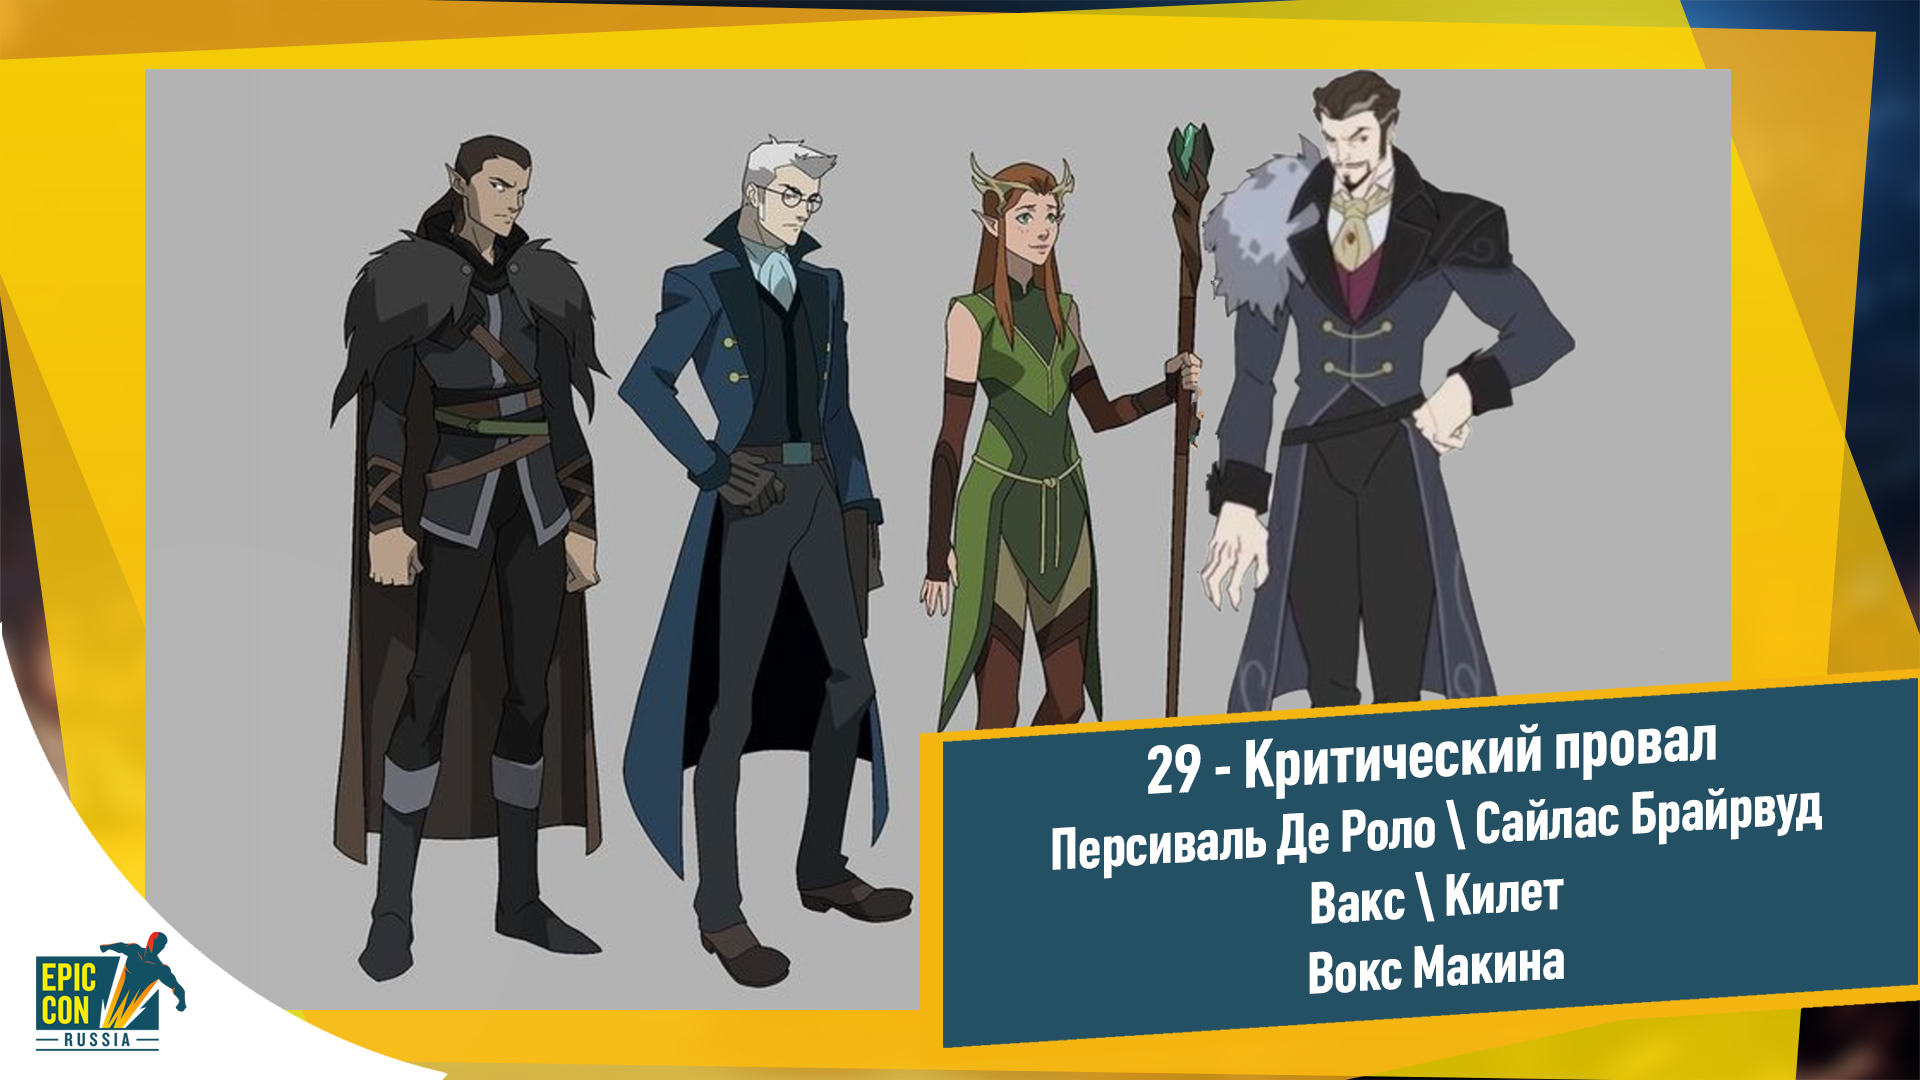 29 - Критический провал
Персиваль Де Роло \ Сайлас Брайрвуд
Вакс \ Килет
Вокс Макина
EPIC
CON
RUSSIA